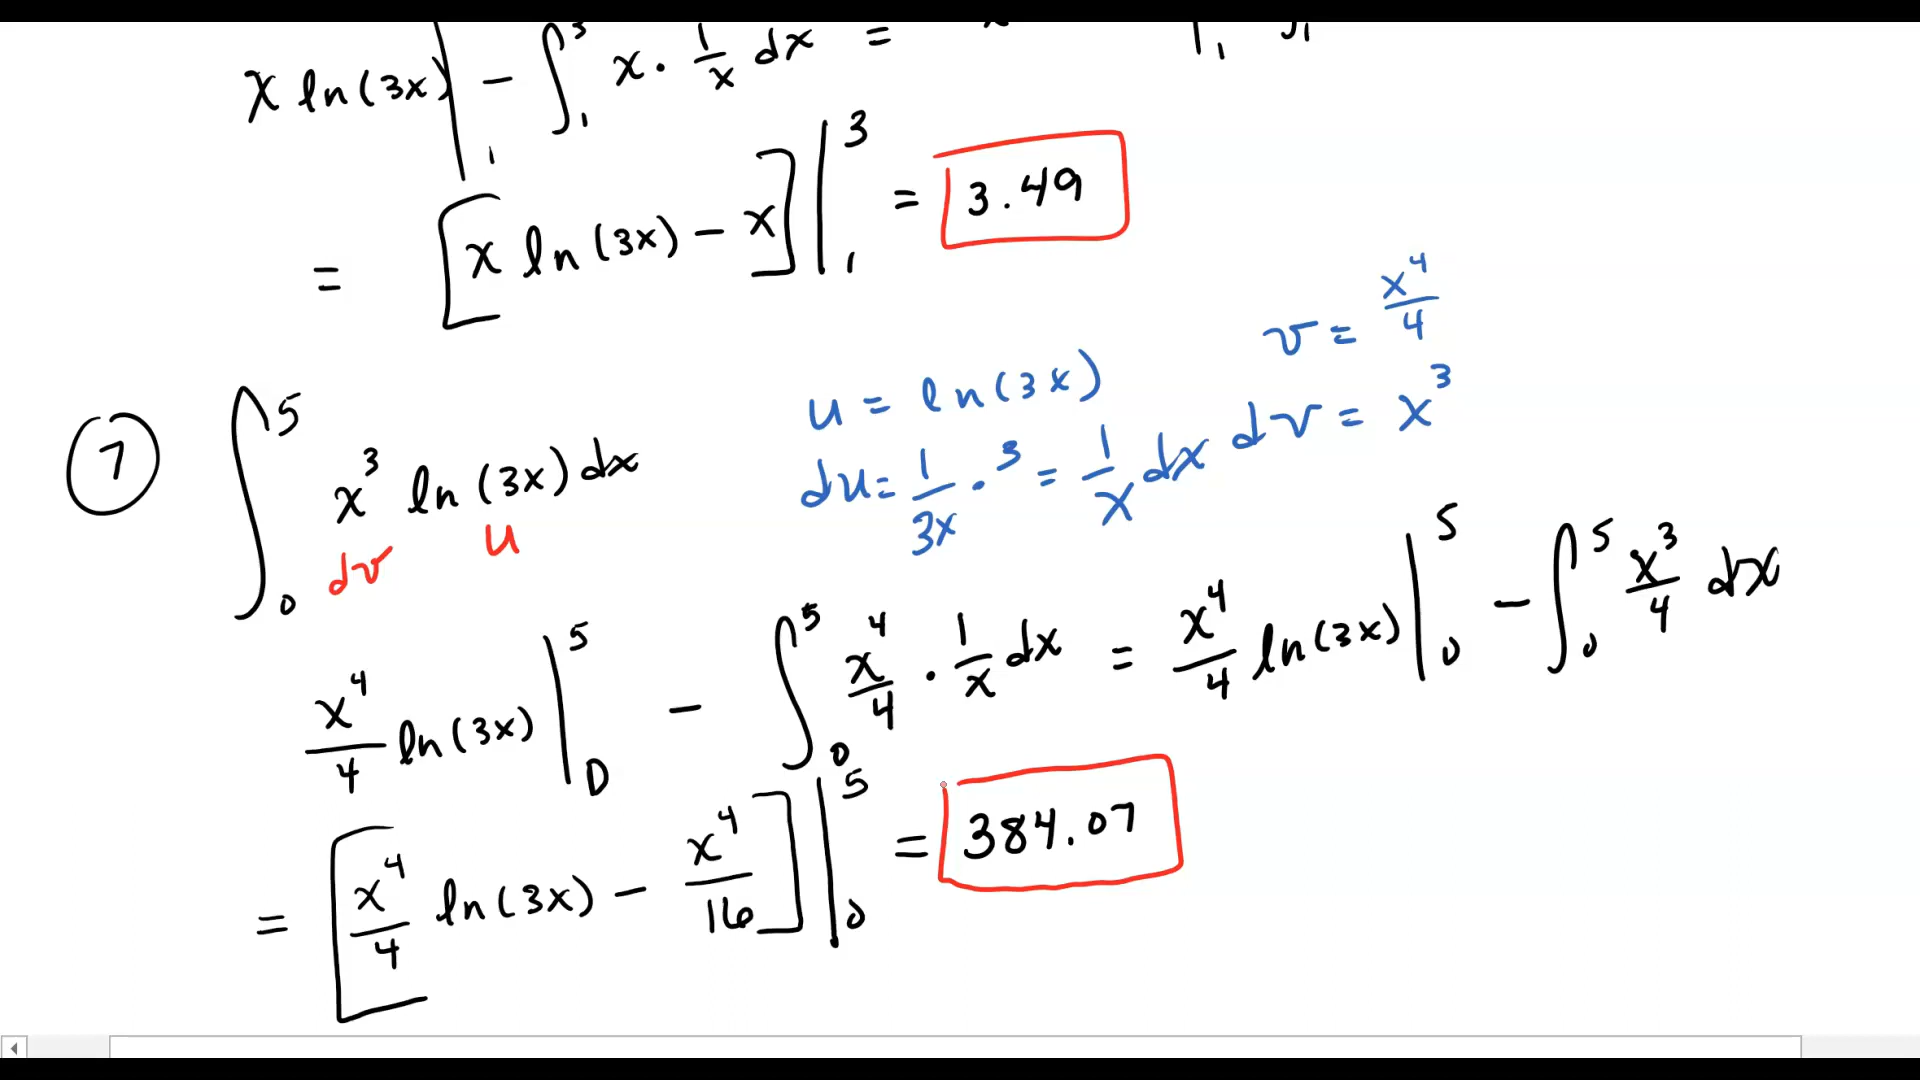 x ln(3x) |₁ − ∫₁³ x · 1/x dx =
= [x ln(3x) − x] |₁³ = 3.49
⑦ ∫₀⁵ x³ ln(3x) dx
dv u
u = ln(3x) v = x⁴/4
du = 1/3x · 3 = 1/x dx dv = x³
x⁴/4 ln(3x) |₀⁵ − ∫₀⁵ x⁴/4 · 1/x dx = x⁴/4 ln(3x) |₀⁵ − ∫₀⁵ x³/4 dx
= [x⁴/4 ln(3x) − x⁴/16] |₀⁵ = 384.07